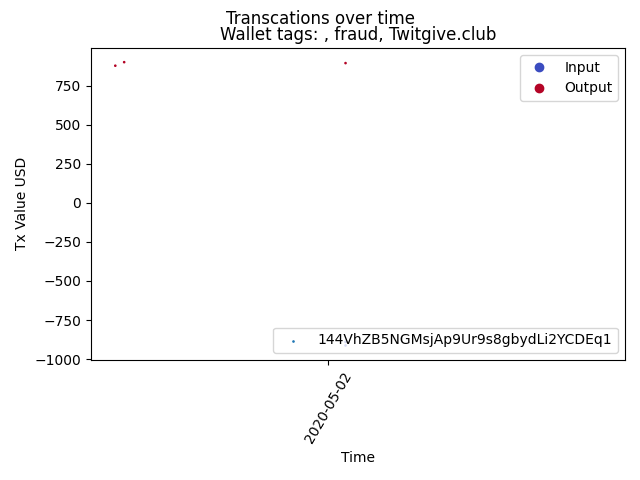 Transcations over time
Wallet tags: , fraud, Twitgive.club
Input
Output
750
500
250
0
−250
−500
−750
−1000
Tx Value USD
144VhZB5NGMsjAp9Ur9s8gbydLi2YCDEq1
2020-05-02
Time